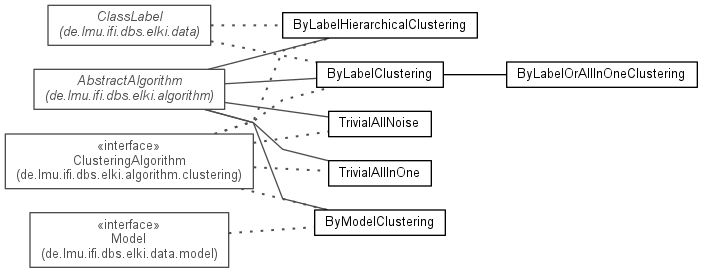 ClassLabel
(de.lmu.ifi.dbs.elki.data)
ByLabelHierarchicalClustering
AbstractAlgorithm
(de.lmu.ifi.dbs.elki.algorithm)
ByLabelClustering
ByLabelOrAllInOneClustering
TrivialAllNoise
«interface»
ClusteringAlgorithm
(de.lmu.ifi.dbs.elki.algorithm.clustering)
TrivialAllInOne
«interface»
Model
(de.lmu.ifi.dbs.elki.data.model)
ByModelClustering